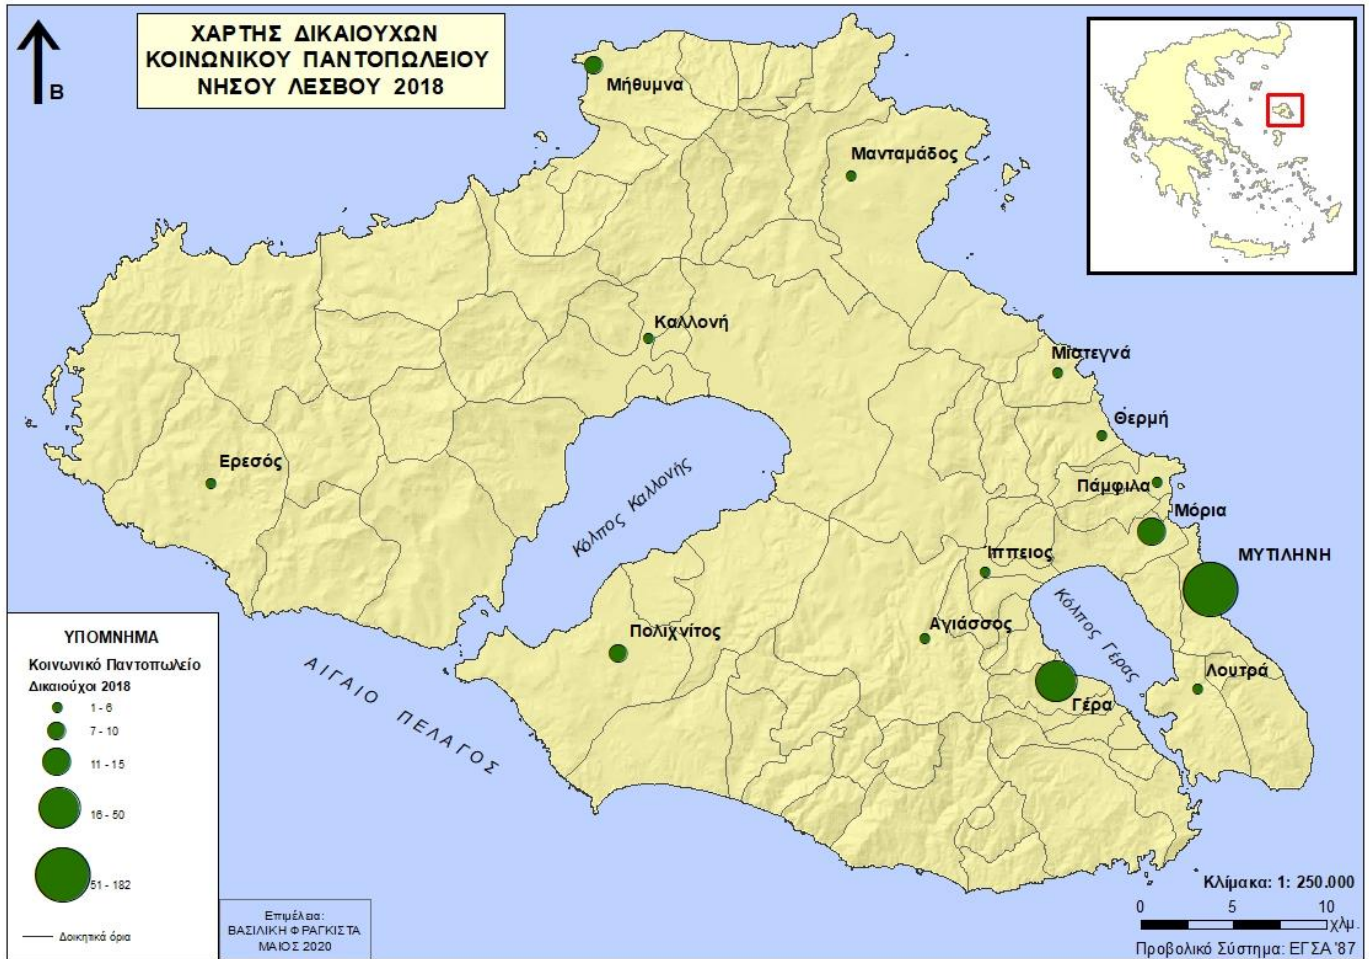 ΧΑΡΤΗΣ ΔΙΚΑΙΟΥΧΩΝ
ΚΟΙΝΩΝΙΚΟΥ ΠΑΝΤΟΠΩΛΕΙΟΥ
ΝΗΣΟΥ ΛΕΣΒΟΥ 2018
Β
Μήθυμνα
Μανταμάδος
Καλλονή
Μιστεγνά
Θερμή
Ερεσός
Πάμφιλα
Μόρια
Κόλπος Καλλονής
Ίππειος
ΜΥΤΙΛΗΝΗ
Κόλπος Γέρας
Πολιχνίτος
Αγιάσσος
Λουτρά
Γέρα
ΑΙΓΑΙΟ ΠΕΛΑΓΟΣ
ΥΠΟΜΝΗΜΑ
Κοινωνικό Παντοπωλείο
Δικαιούχοι 2018
1 - 6
7 - 10
11 - 15
16 - 50
51 - 182
Διοικητικά όρια
Επιμέλεια:
ΒΑΣΙΛΙΚΗ ΦΡΑΓΚΙΣΤΑ
ΜΑΙΟΣ 2020
Κλίμακα: 1: 250.000
0 5 10
χλμ.
Προβολικό Σύστημα: ΕΓΣΑ '87